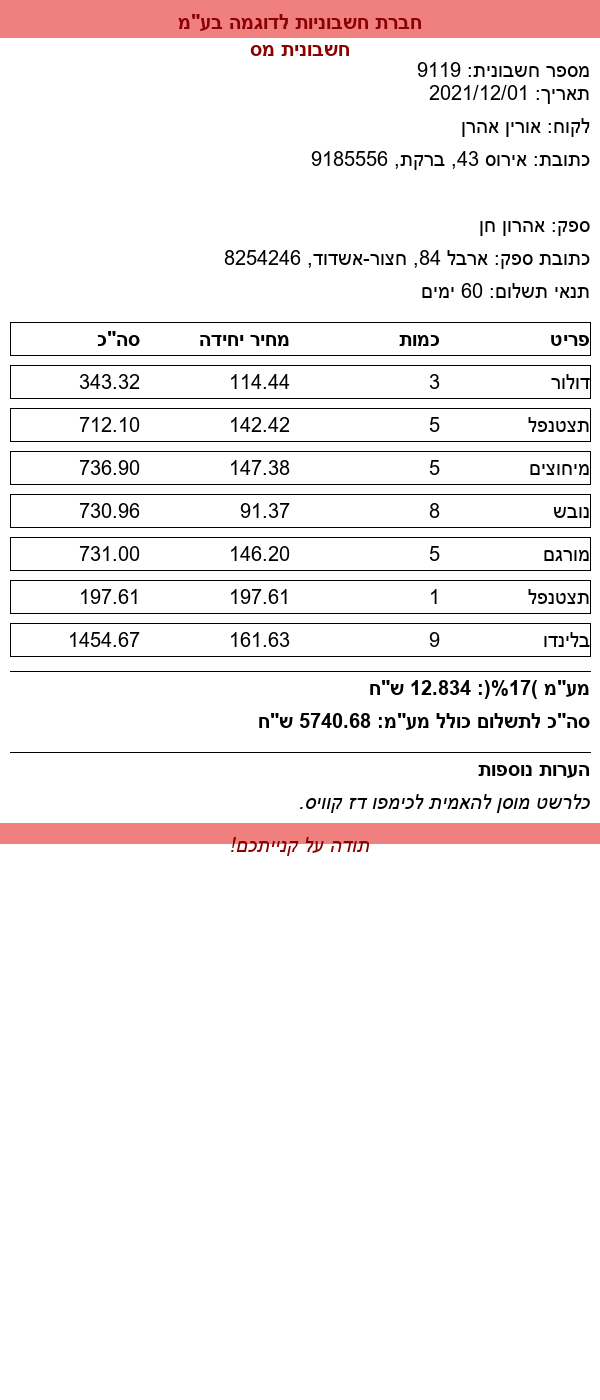 חברת חשבוניות לדוגמה בע"מ
חשבונית מס
מספר חשבונית: 9119
תאריך: 2021/12/01
לקוח: אורין אהרן
כתובת: אירוס 43, ברקת, 9185556
ספק: אהרון חן
כתובת ספק: ארבל 84, חצור-אשדוד, 8254246
תנאי תשלום: 60 ימים
פריט כמות מחיר יחידה סה"כ
דולור 3 114.44 343.32
תצטנפל 5 142.42 712.10
מיחוצים 5 147.38 736.90
נובש 8 91.37 730.96
מורגם 5 146.20 731.00
תצטנפל 1 197.61 197.61
בלינדו 9 161.63 1454.67
מע"מ )17%(: 12.834 ש"ח
סה"כ לתשלום כולל מע"מ: 5740.68 ש"ח
הערות נוספות
כלרשט מוסן להאמית לכימפו דז קוויס.
תודה על קנייתכם!